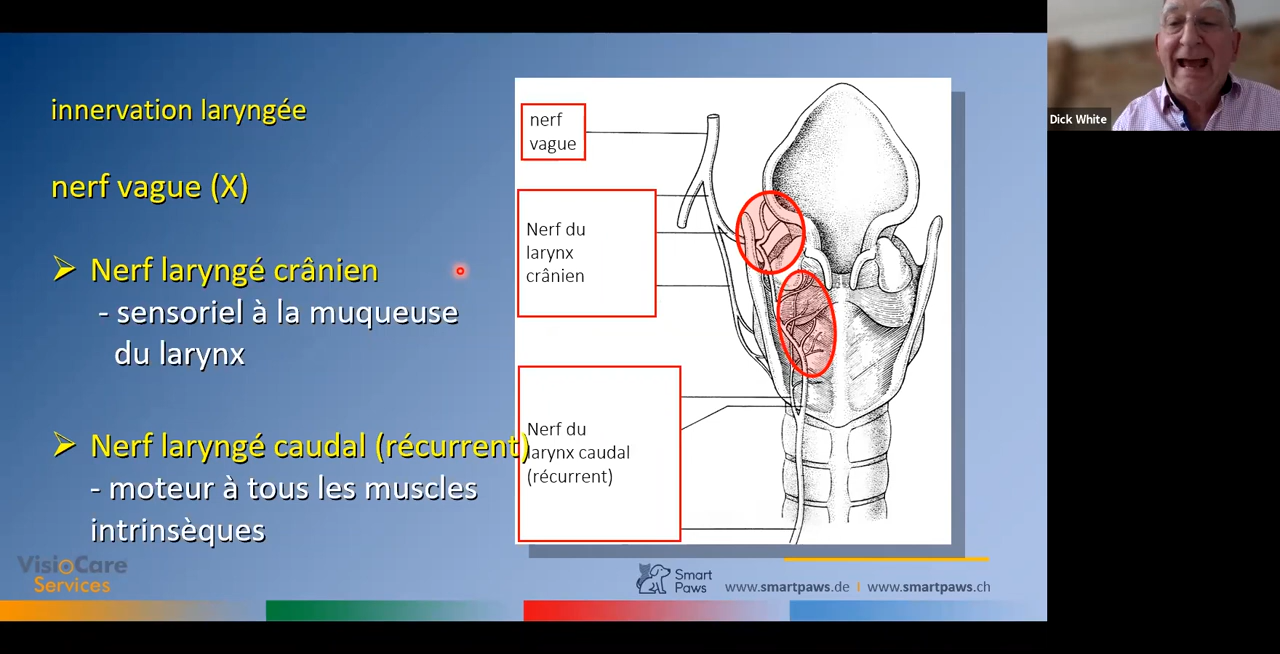 innervation laryngée
nerf vague (X)
➢ Nerf laryngé crânien
- sensoriel à la muqueuse
du larynx
➢ Nerf laryngé caudal (récurrent)
- moteur à tous les muscles
intrinsèques
nerf
vague
Nerf du
larynx
crânien
Nerf du
larynx caudal
(récurrent)
VisioCare
Services
Smart
Paws
www.smartpaws.de I www.smartpaws.ch
Dick White